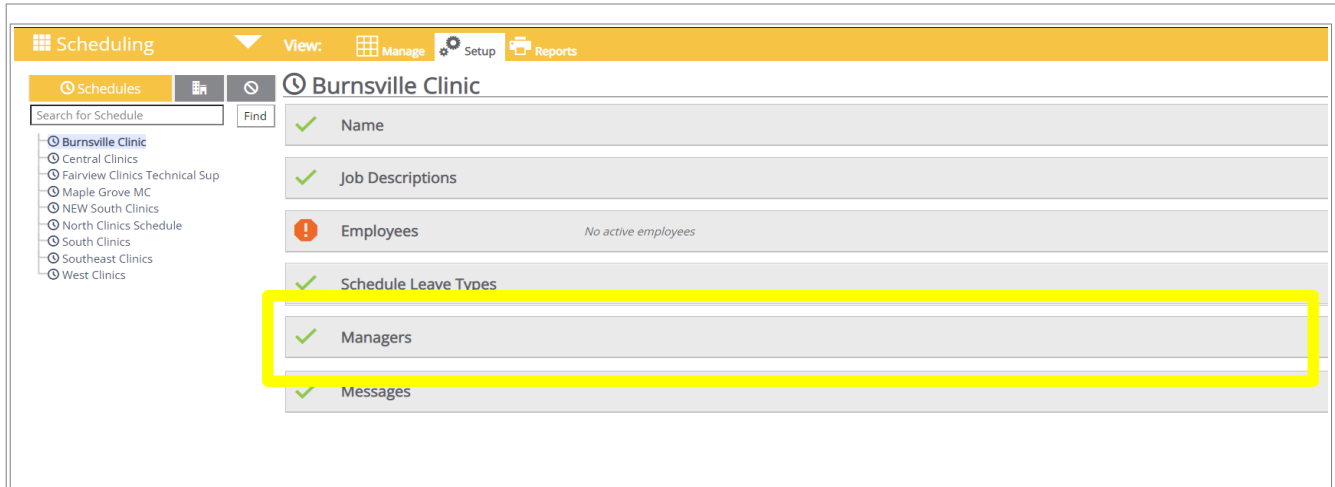 Scheduling View: Manage Setup Reports
Schedules
Search for Schedule Find
Burnsville Clinic
Central Clinics
Fairview Clinics Technical Sup
Maple Grove MC
NEW South Clinics
North Clinics Schedule
South Clinics
Southeast Clinics
West Clinics
Burnsville Clinic
Name
Job Descriptions
Employees No active employees
Schedule Leave Types
Managers
Messages